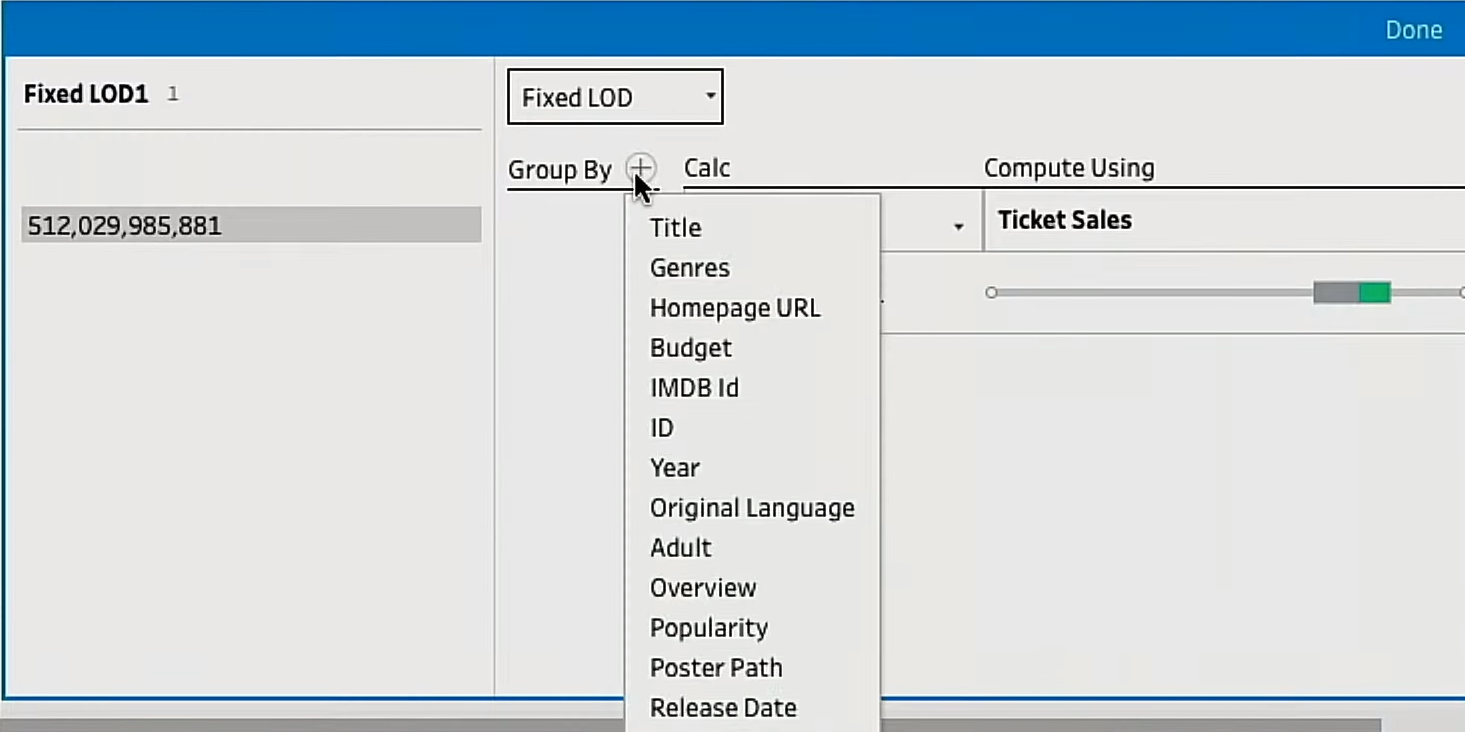 Done
Fixed LOD1 1
Fixed LOD
Group By Calc Compute Using
512,029,985,881
Ticket Sales
Title
Genres
Homepage URL
Budget
IMDB Id
ID
Year
Original Language
Adult
Overview
Popularity
Poster Path
Release Date